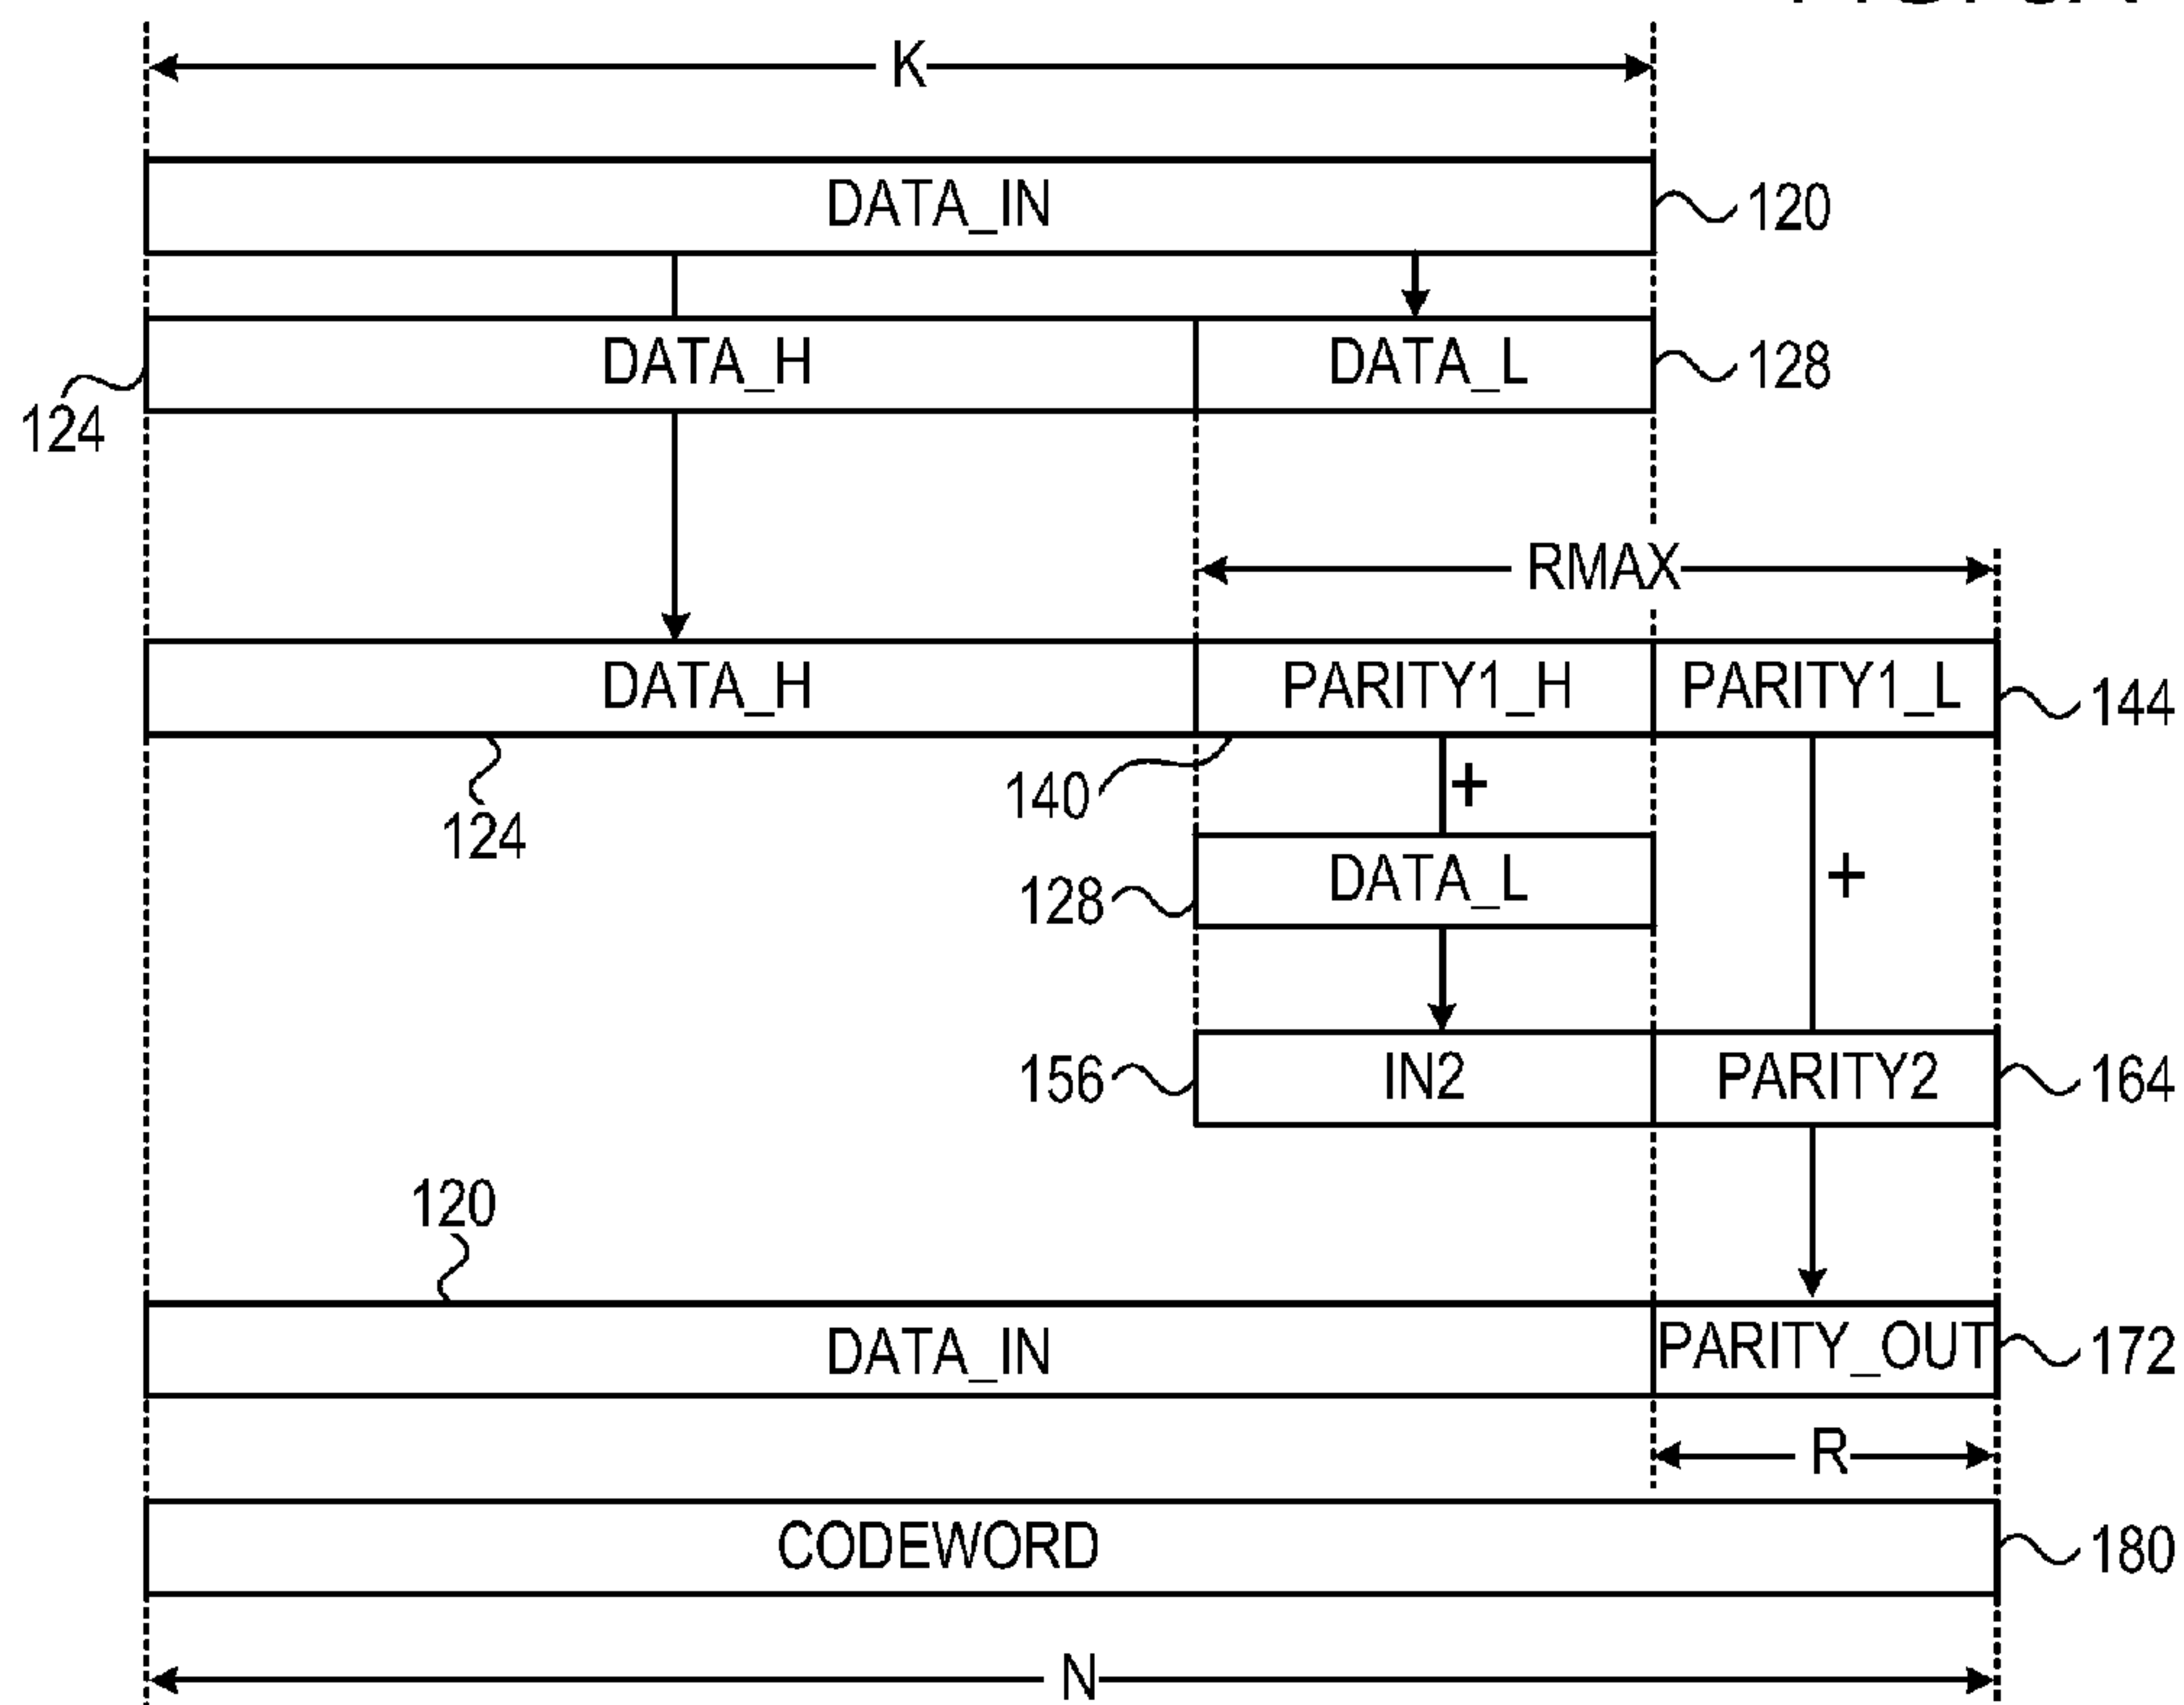 K
DATA_IN
120
DATA_H
DATA_L
128
124
RMAX
DATA_H
PARITY1_H
PARITY1_L
144
140
+
124
128
DATA_L
+
156
IN2
PARITY2
164
120
DATA_IN
PARITY_OUT
172
R
CODEWORD
180
N